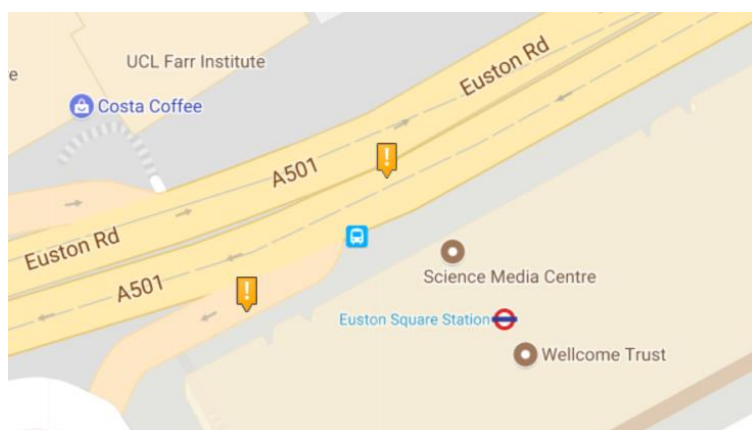 UCL Farr Institute
e
Costa Coffee
Euston Rd
A501
Euston Rd
A501
Science Media Centre
Euston Square Station
Wellcome Trust